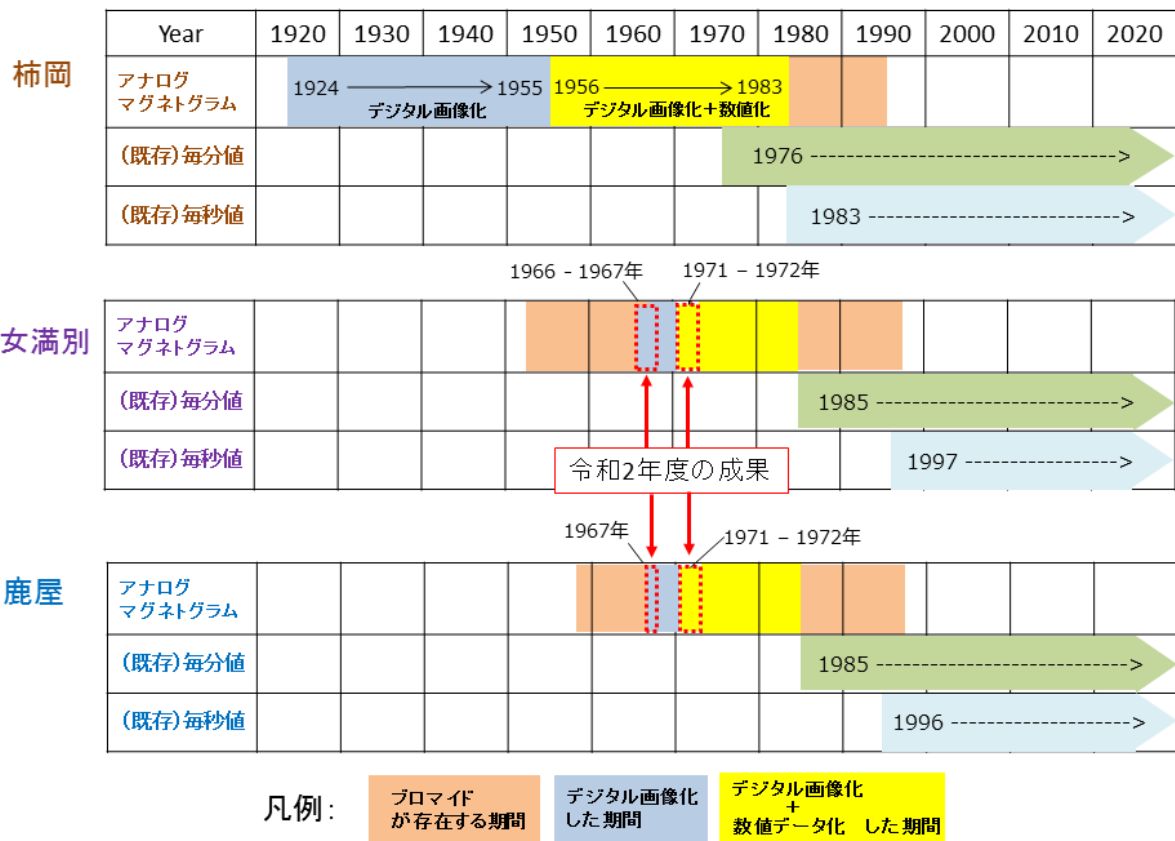 Year 1920 1930 1940 1950 1960 1970 1980 1990 2000 2010 2020
柿岡
アナログ
マグネトグラム
1924 → 1955 1956 → 1983
デジタル画像化 デジタル画像化+数値化
(既存)毎分値 1976 ---->
(既存)毎秒値 1983 ---->
1966 - 1967年 1971 – 1972年
女満別
アナログ
マグネトグラム
(既存)毎分値 1985 ---->
(既存)毎秒値 1997 ---->
令和2年度の成果
1967年 1971 – 1972年
鹿屋
アナログ
マグネトグラム
(既存)毎分値 1985 ---->
(既存)毎秒値 1996 ---->
凡例:
ブロマイド
が存在する期間
デジタル画像化
した期間
デジタル画像化
+
数値データ化 した期間